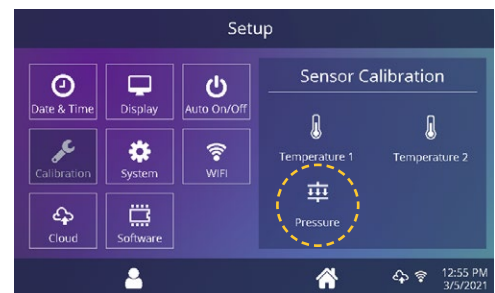 Setup
Date & Time
Display
Auto On/Off
Calibration
System
WIFI
Cloud
Software
Sensor Calibration
Temperature 1
Temperature 2
Pressure
12:55 PM
3/5/2021